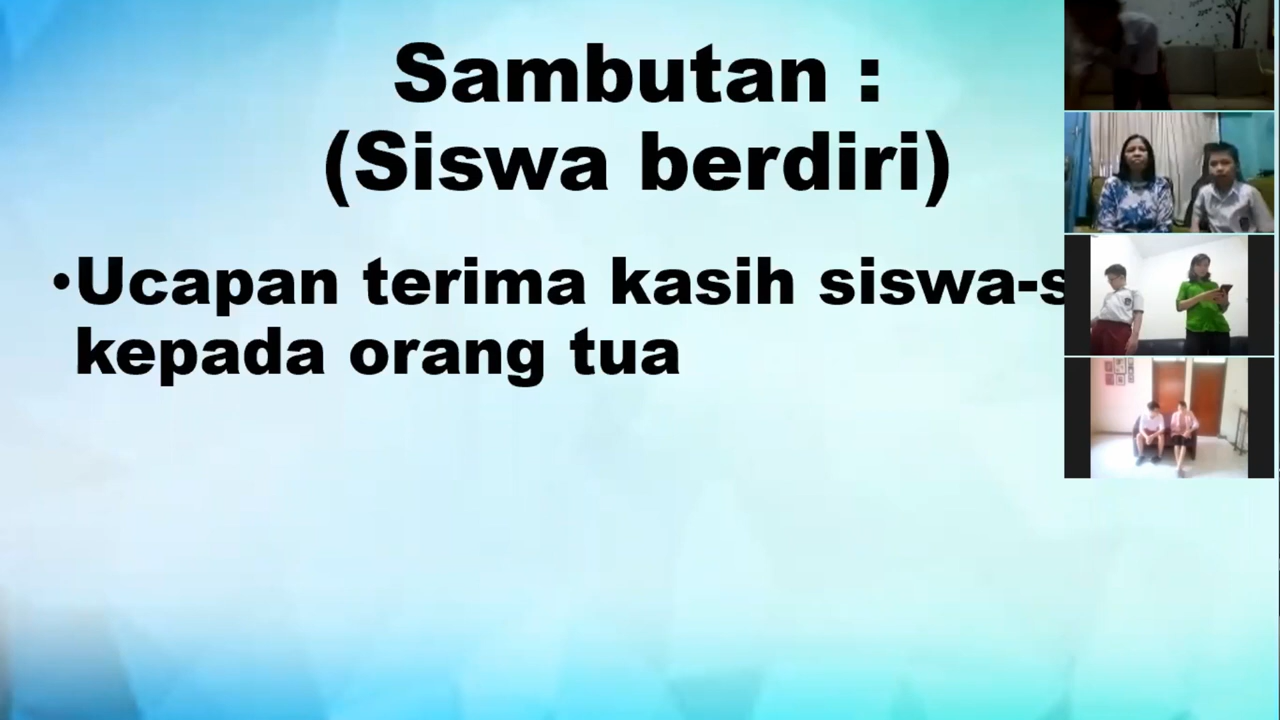 Sambutan :
(Siswa berdiri)
•Ucapan terima kasih siswa-s
kepada orang tua